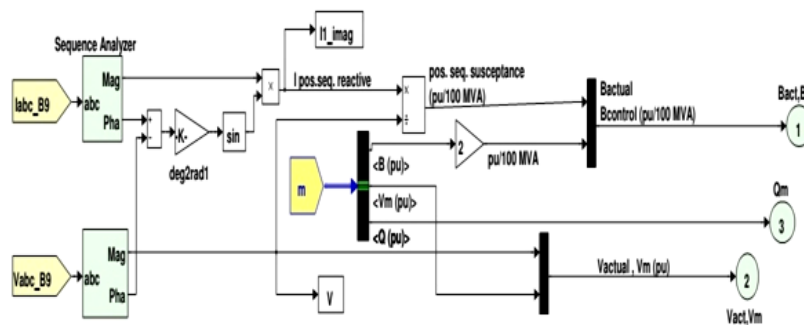 Sequence Analyzer
I1_imag
Iabc_B9
abc
Mag
Pha
+
-
-K-
deg2rad1
sin
×
I pos.seq. reactive
×
÷
pos. seq. susceptance
(pu/100 MVA)
Bactual
Bcontrol (pu/100 MVA)
Bact,B
1
2
pu/100 MVA
m
<B (pu)>
<Vm (pu)>
<Q (pu)>
Qm
3
Vabc_B9
abc
Mag
Pha
V
Vactual , Vm (pu)
2
Vact,Vm